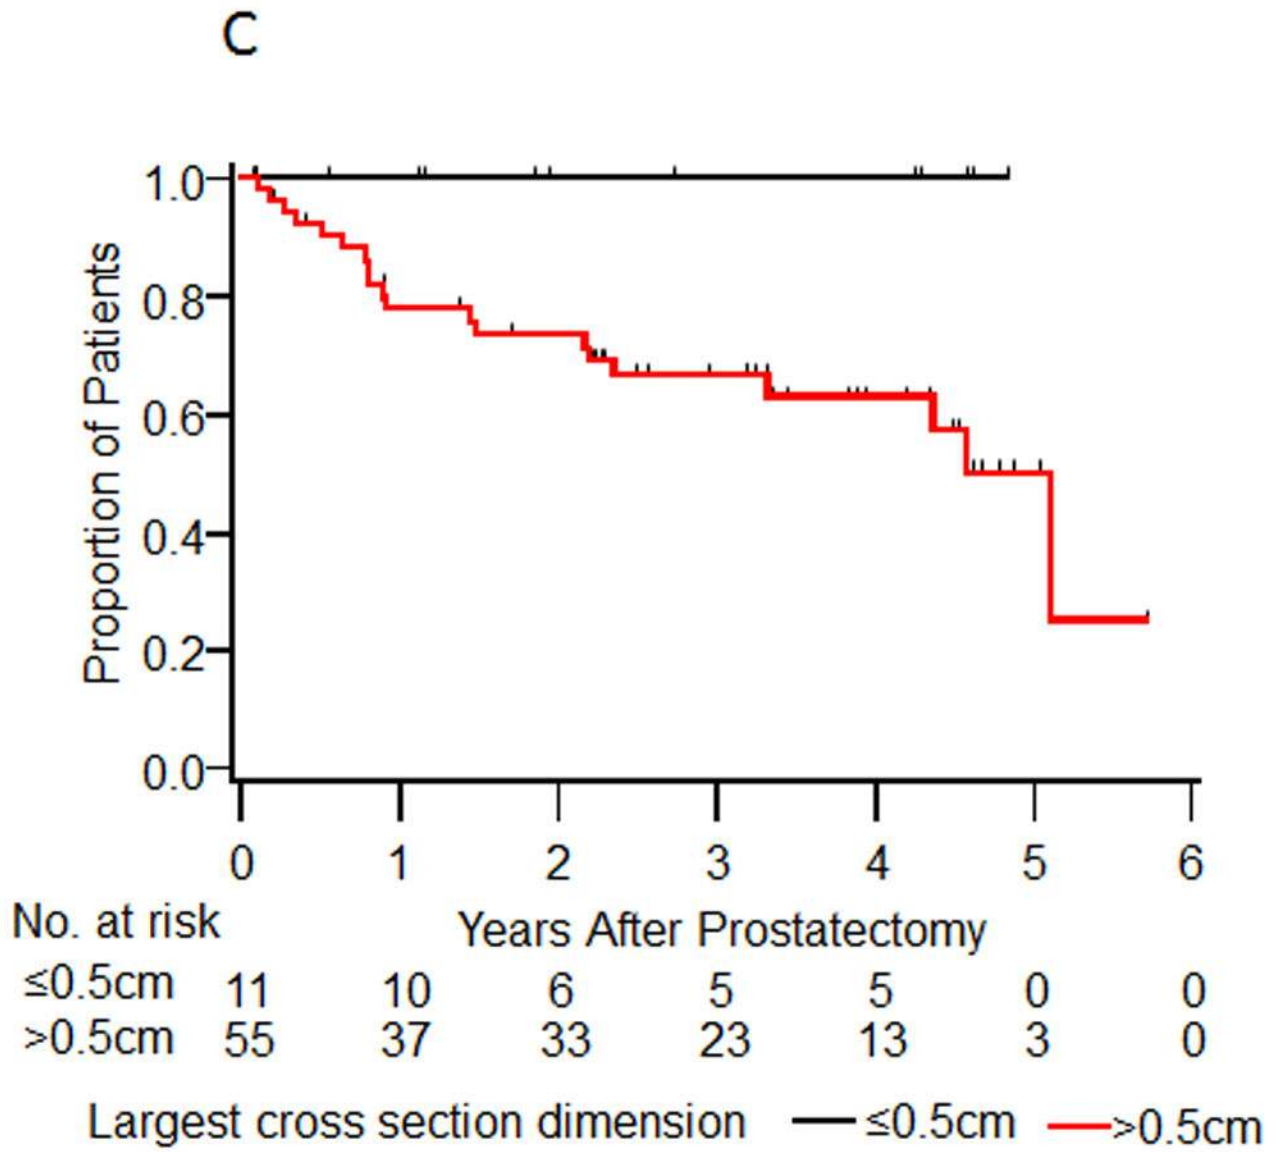 C
1.0
0.8
0.6
0.4
0.2
0.0
Proportion of Patients
0 1 2 3 4 5 6
Years After Prostatectomy
No. at risk
≤0.5cm 11 10 6 5 5 0 0
>0.5cm 55 37 33 23 13 3 0
Largest cross section dimension ≤0.5cm >0.5cm